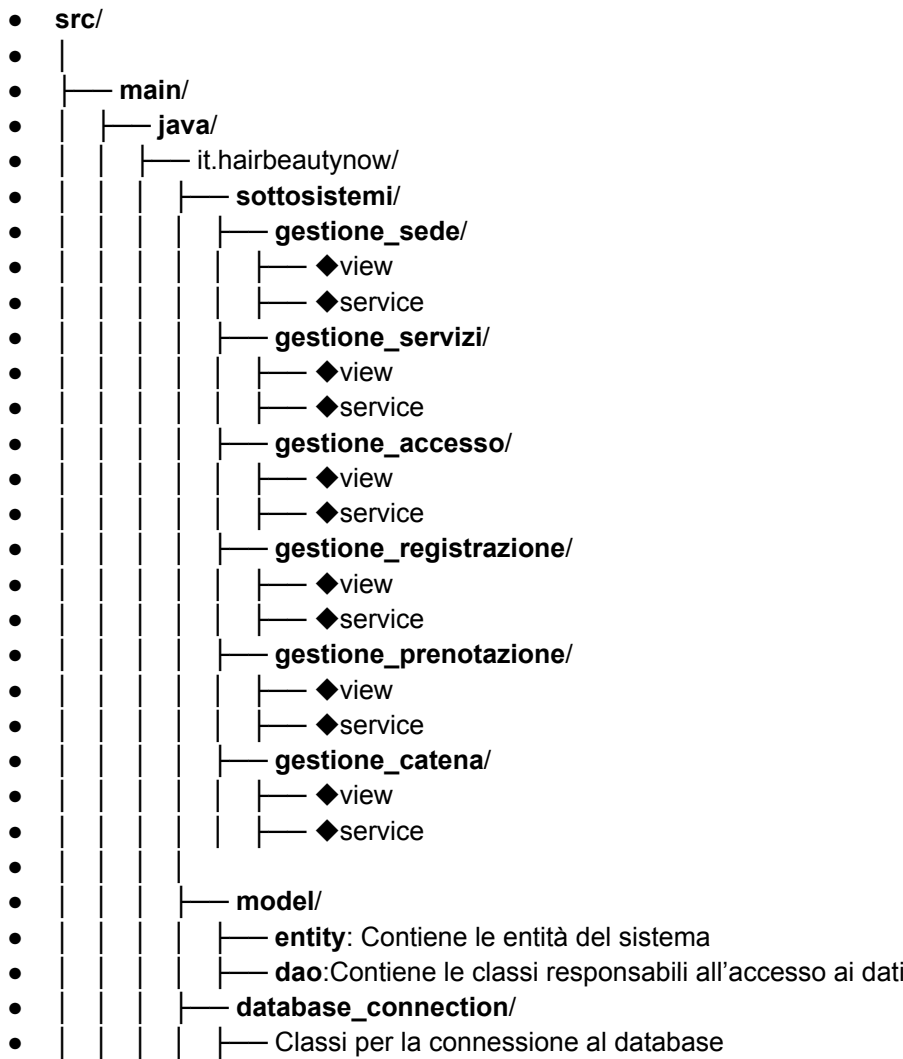 src/
main/
java/
it.hairbeautynow/
sottosistemi/
gestione_sede/
view
service
gestione_servizi/
view
service
gestione_accesso/
view
service
gestione_registrazione/
view
service
gestione_prenotazione/
view
service
gestione_catena/
view
service
model/
entity: Contiene le entità del sistema
dao:Contiene le classi responsabili all’accesso ai dati
database_connection/
Classi per la connessione al database